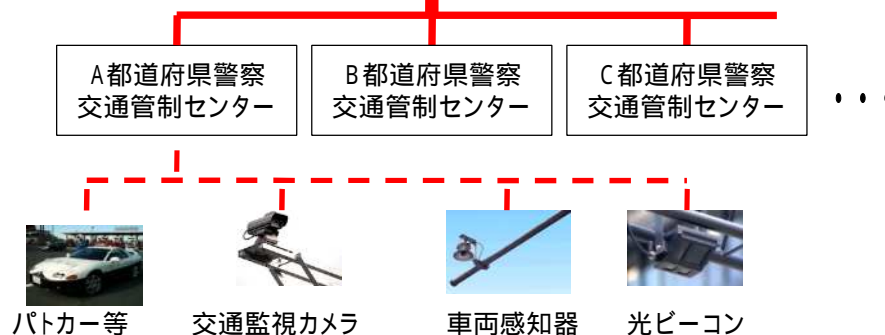 A都道府県警察
交通管制センター
B都道府県警察
交通管制センター
C都道府県警察
交通管制センター
・・・
パトカー等
交通監視カメラ
車両感知器
光ビーコン